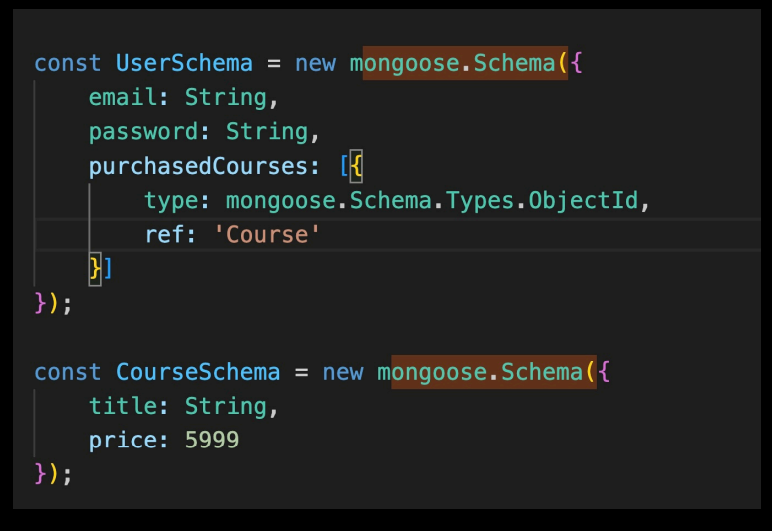 const UserSchema = new mongoose.Schema({
    email: String,
    password: String,
    purchasedCourses: [{
        type: mongoose.Schema.Types.ObjectId,
        ref: 'Course'
    }]
});

const CourseSchema = new mongoose.Schema({
    title: String,
    price: 5999
});